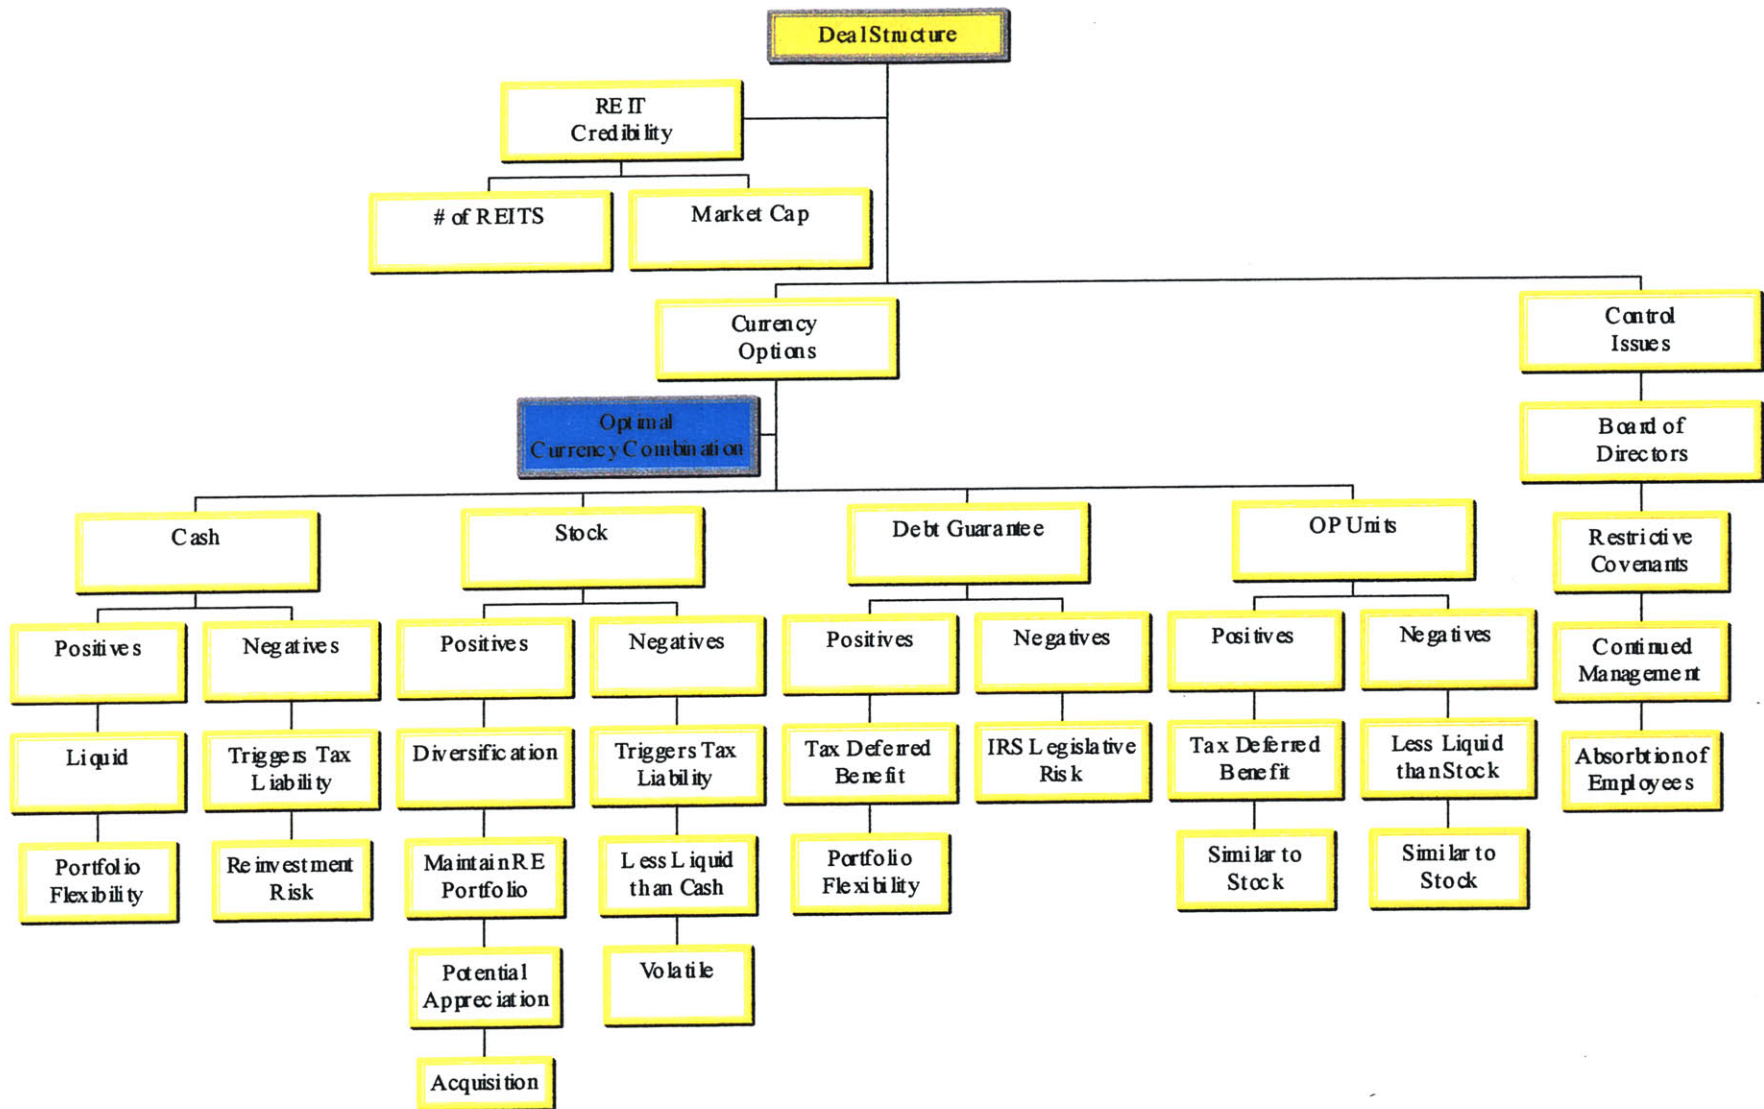 Deal Structure
REIT
Credibility
# of REITS
Market Cap
Currency
Options
Control
Issues
Optimal
Currency Combination
Board of
Directors
Cash
Stock
Debt Guarantee
OP Units
Restrictive
Covenants
Positives
Negatives
Positives
Negatives
Positives
Negatives
Positives
Negatives
Continued
Management
Liquid
Triggers Tax
Liability
Diversification
Triggers Tax
Liability
Tax Deferred
Benefit
IRS Legislative
Risk
Tax Deferred
Benefit
Less Liquid
than Stock
Absorbtion of
Employees
Portfolio
Flexibility
Reinvestment
Risk
Maintain RE
Portfolio
Less Liquid
than Cash
Portfolio
Flexibility
Similar to
Stock
Similar to
Stock
Potential
Appreciation
Volatile
Acquisition